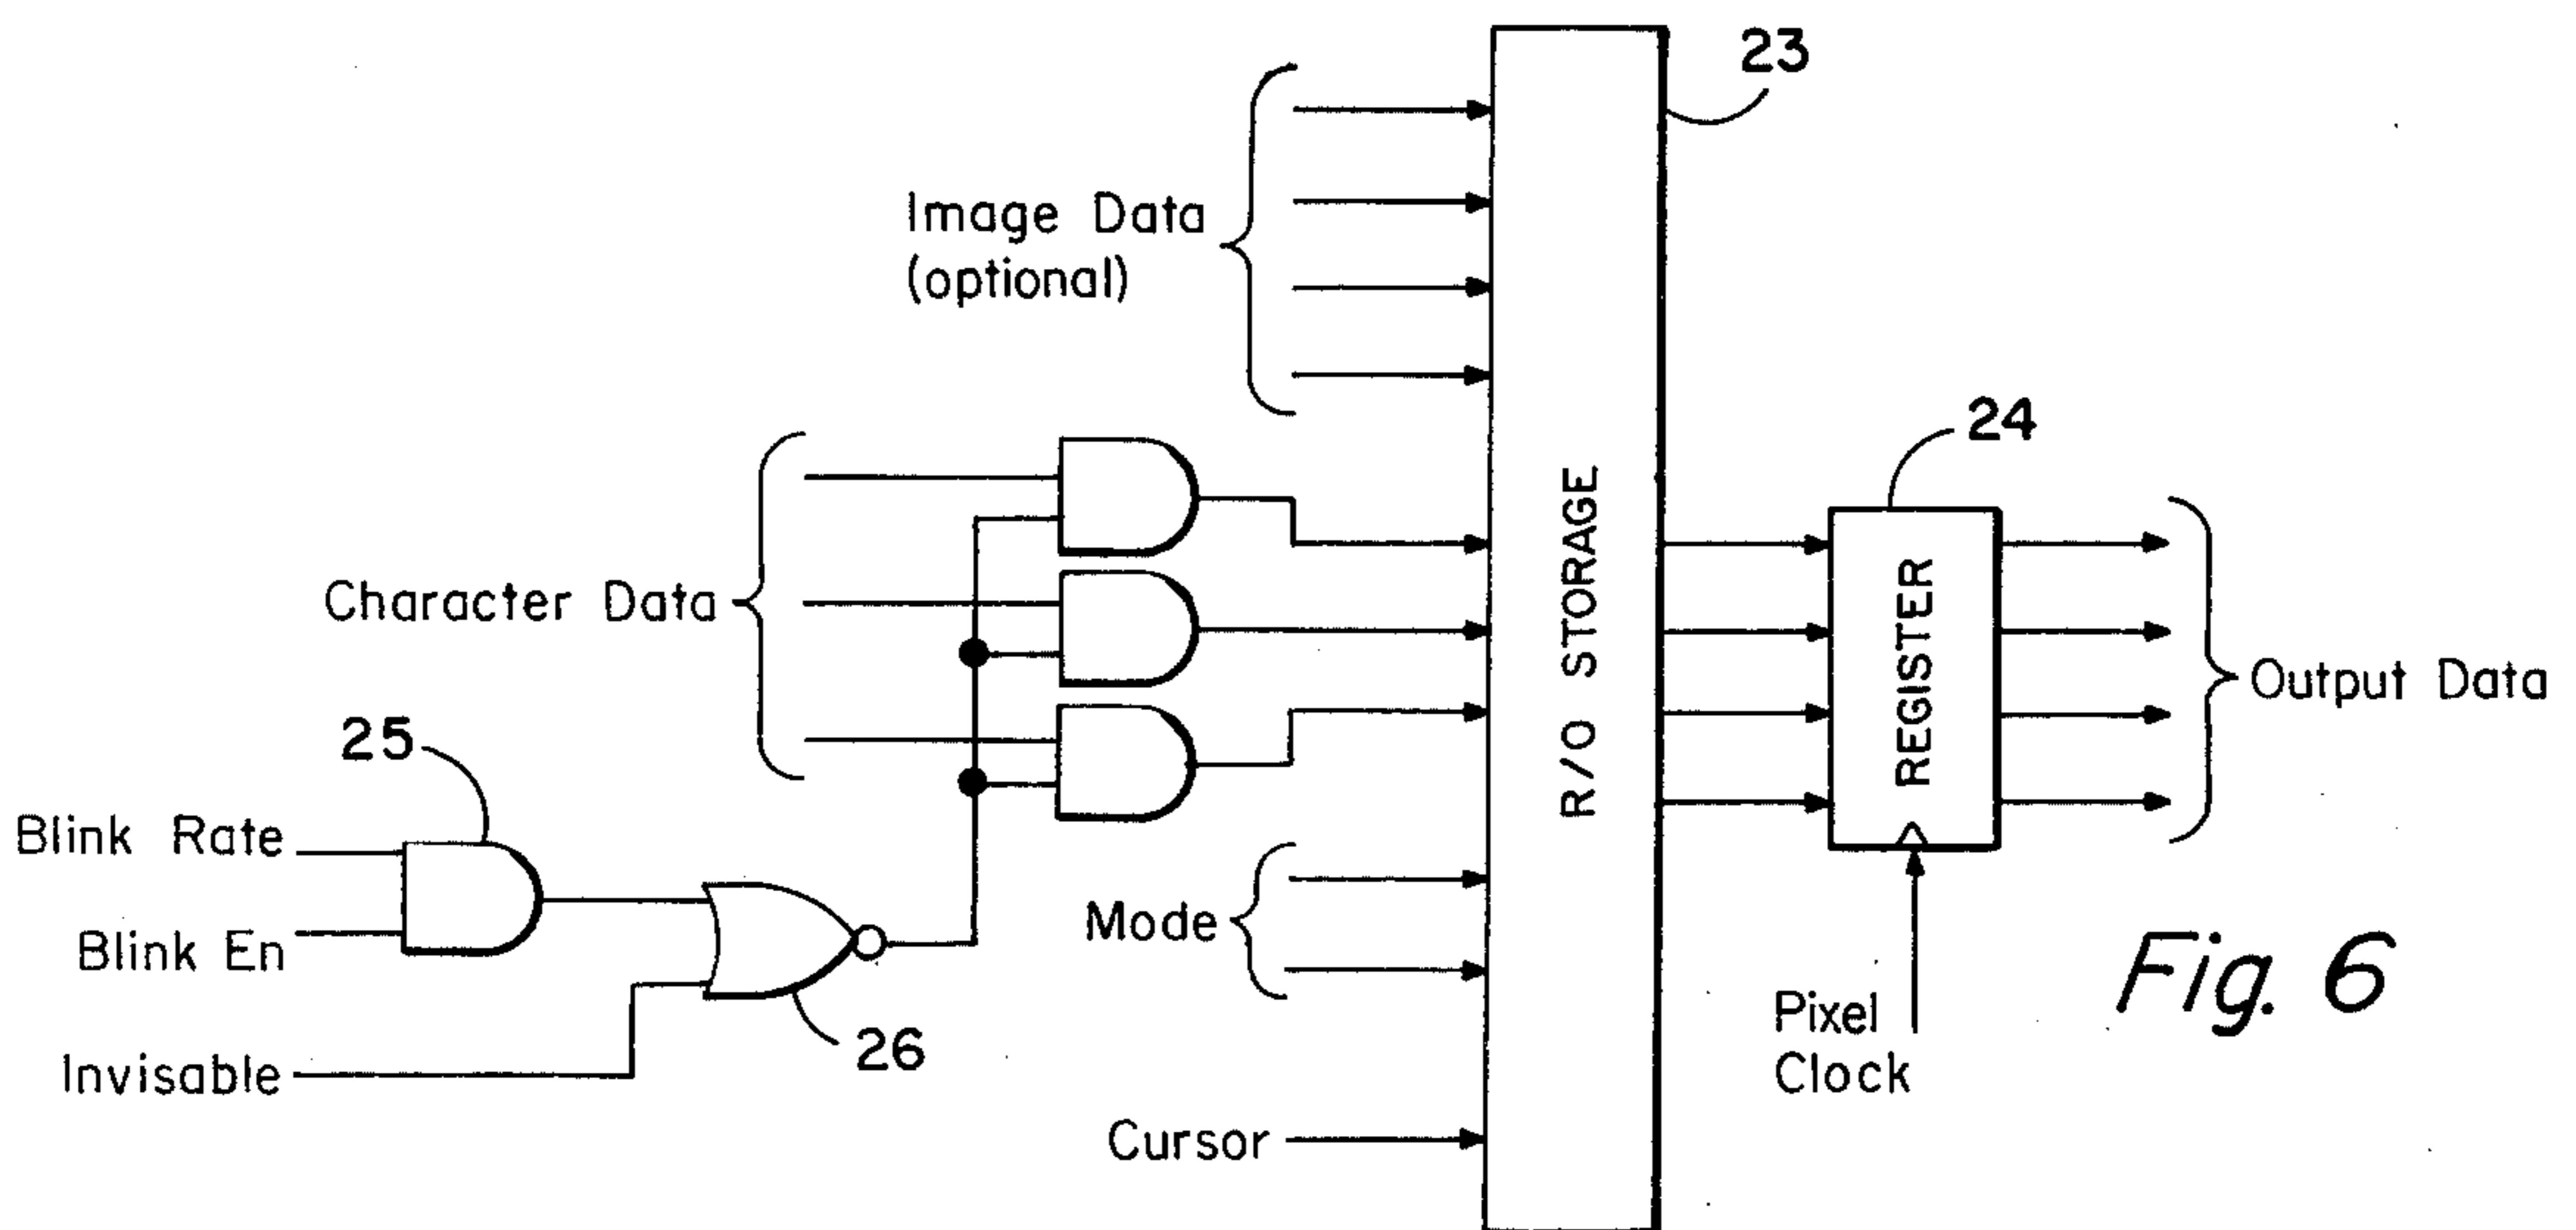 23
Image Data
(optional)
24
R/O STORAGE
REGISTER
Character Data
Output Data
25
Blink Rate
Blink En
Mode
26
Invisable
Cursor
Pixel
Clock
Fig. 6